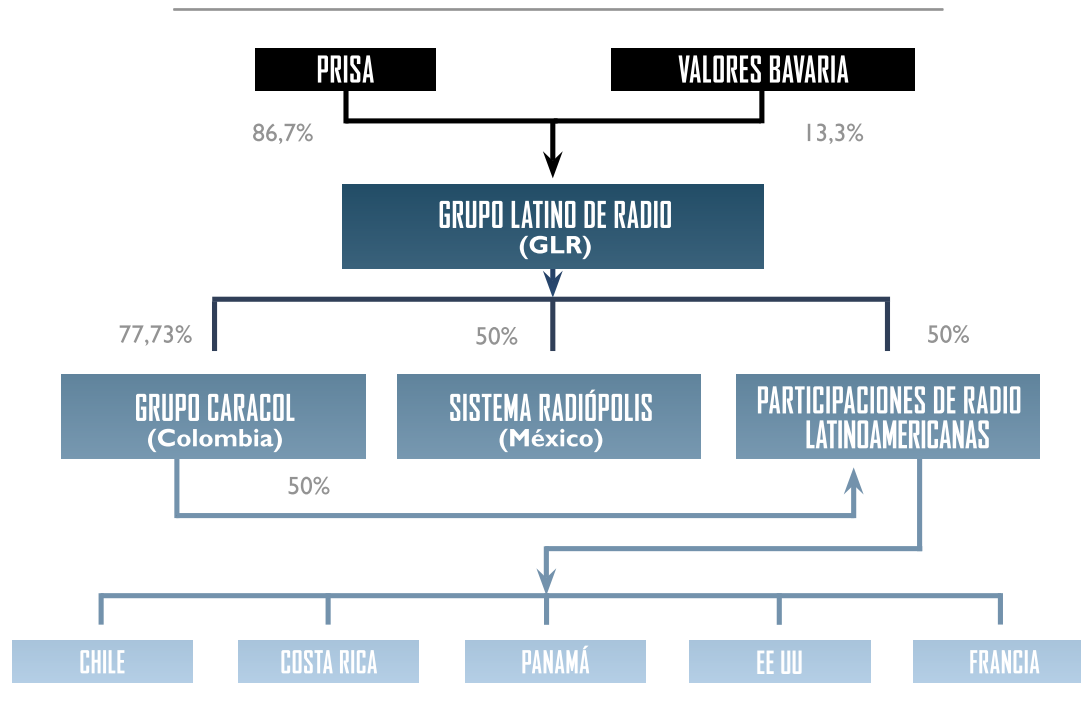 PRISA
VALORES BAVARIA
86,7%
13,3%
GRUPO LATINO DE RADIO
(GLR)
77,73%
50%
50%
GRUPO CARACOL
(Colombia)
SISTEMA RADIÓPOLIS
(México)
PARTICIPACIONES DE RADIO
LATINOAMERICANAS
50%
CHILE
COSTA RICA
PANAMÁ
EE UU
FRANCIA